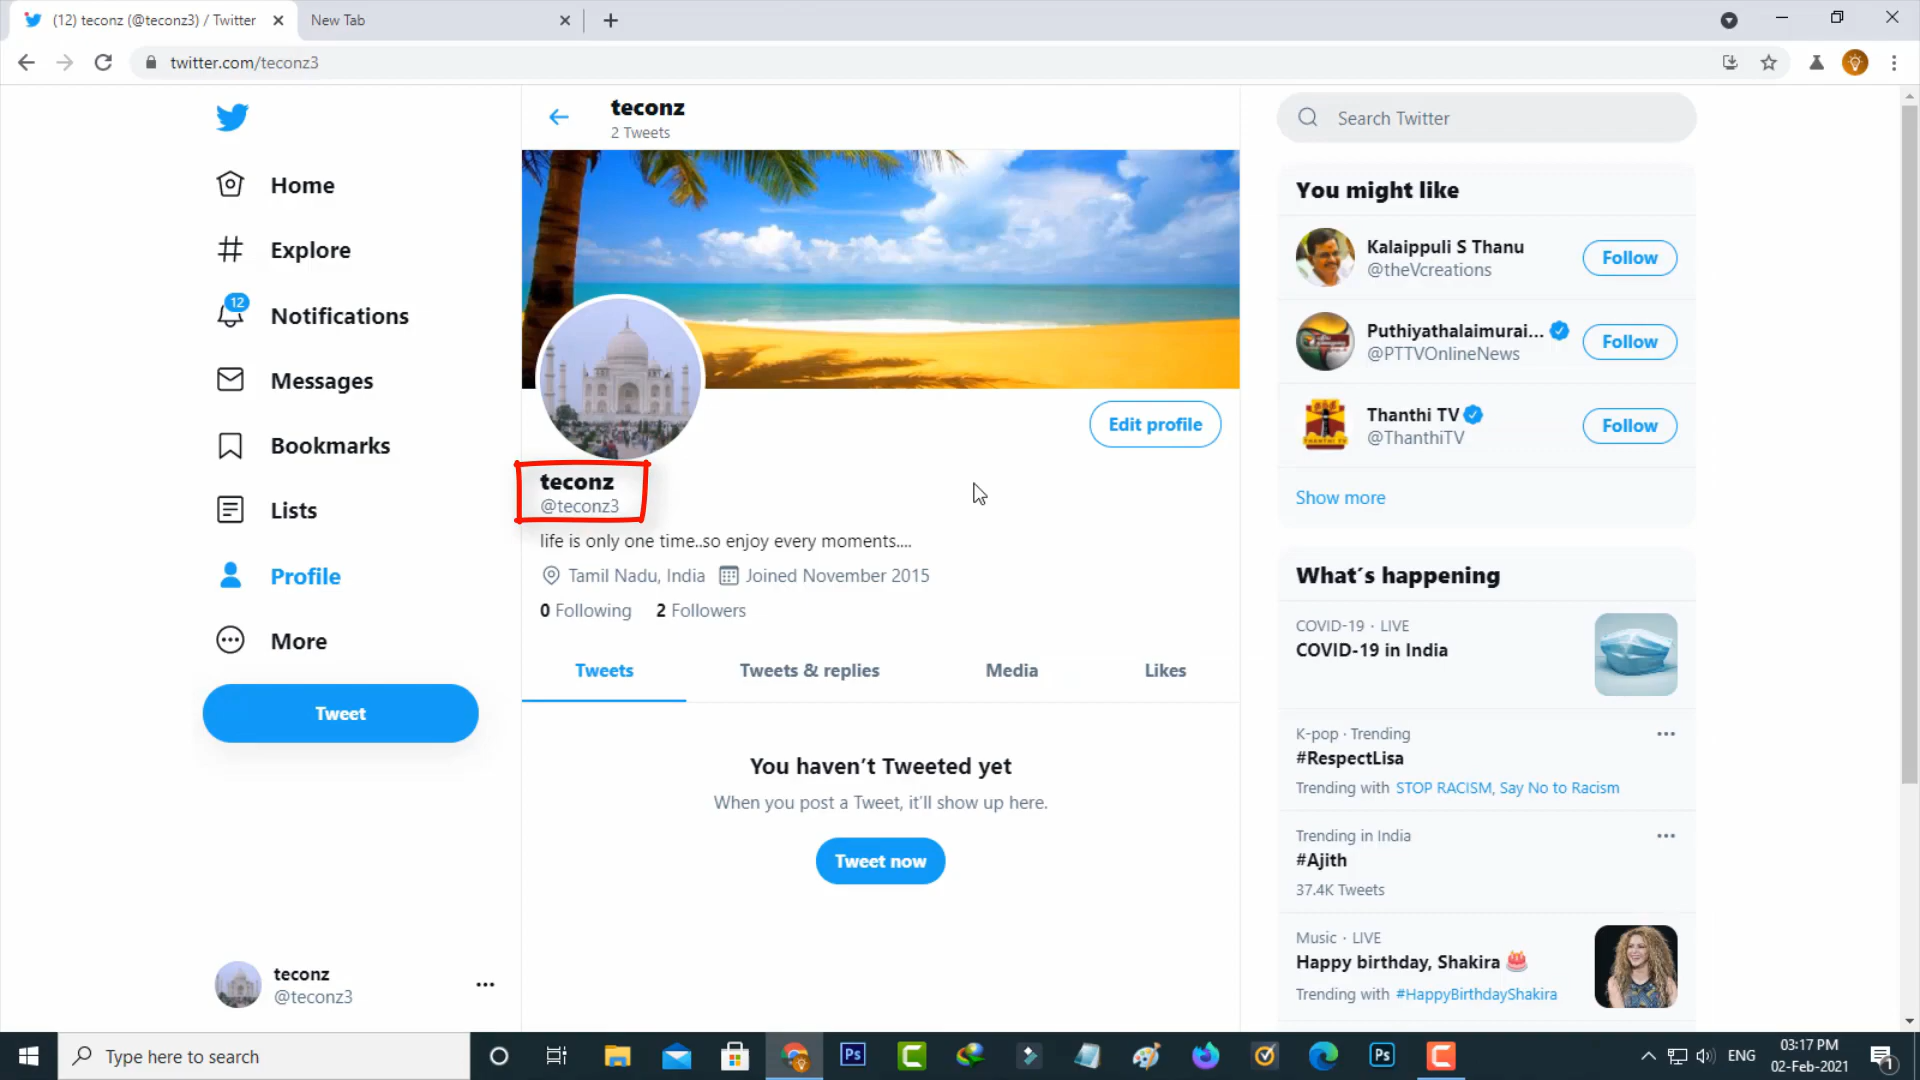 (12) teconz (@teconz3) / Twitter
New Tab
twitter.com/teconz3
Home
Explore
12
Notifications
Messages
Bookmarks
Lists
Profile
More
Tweet
teconz
@teconz3
teconz
2 Tweets
Edit profile
teconz
@teconz3
life is only one time..so enjoy every moments....
Tamil Nadu, India Joined November 2015
0 Following 2 Followers
Tweets Tweets & replies Media Likes
You haven't Tweeted yet
When you post a Tweet, it'll show up here.
Tweet now
Search Twitter
You might like
Kalaippuli S Thanu
@theVcreations
Follow
Puthiyathalaimurai...
@PTTVOnlineNews
Follow
THANTHI TV
Thanthi TV
@ThanthiTV
Follow
Show more
What´s happening
COVID-19 · LIVE
COVID-19 in India
K-pop · Trending
#RespectLisa
Trending with STOP RACISM, Say No to Racism
Trending in India
#Ajith
37.4K Tweets
Music · LIVE
Happy birthday, Shakira 🎂
Trending with #HappyBirthdayShakira
Type here to search
Ps
Ps
ENG
03:17 PM
02-Feb-2021
1